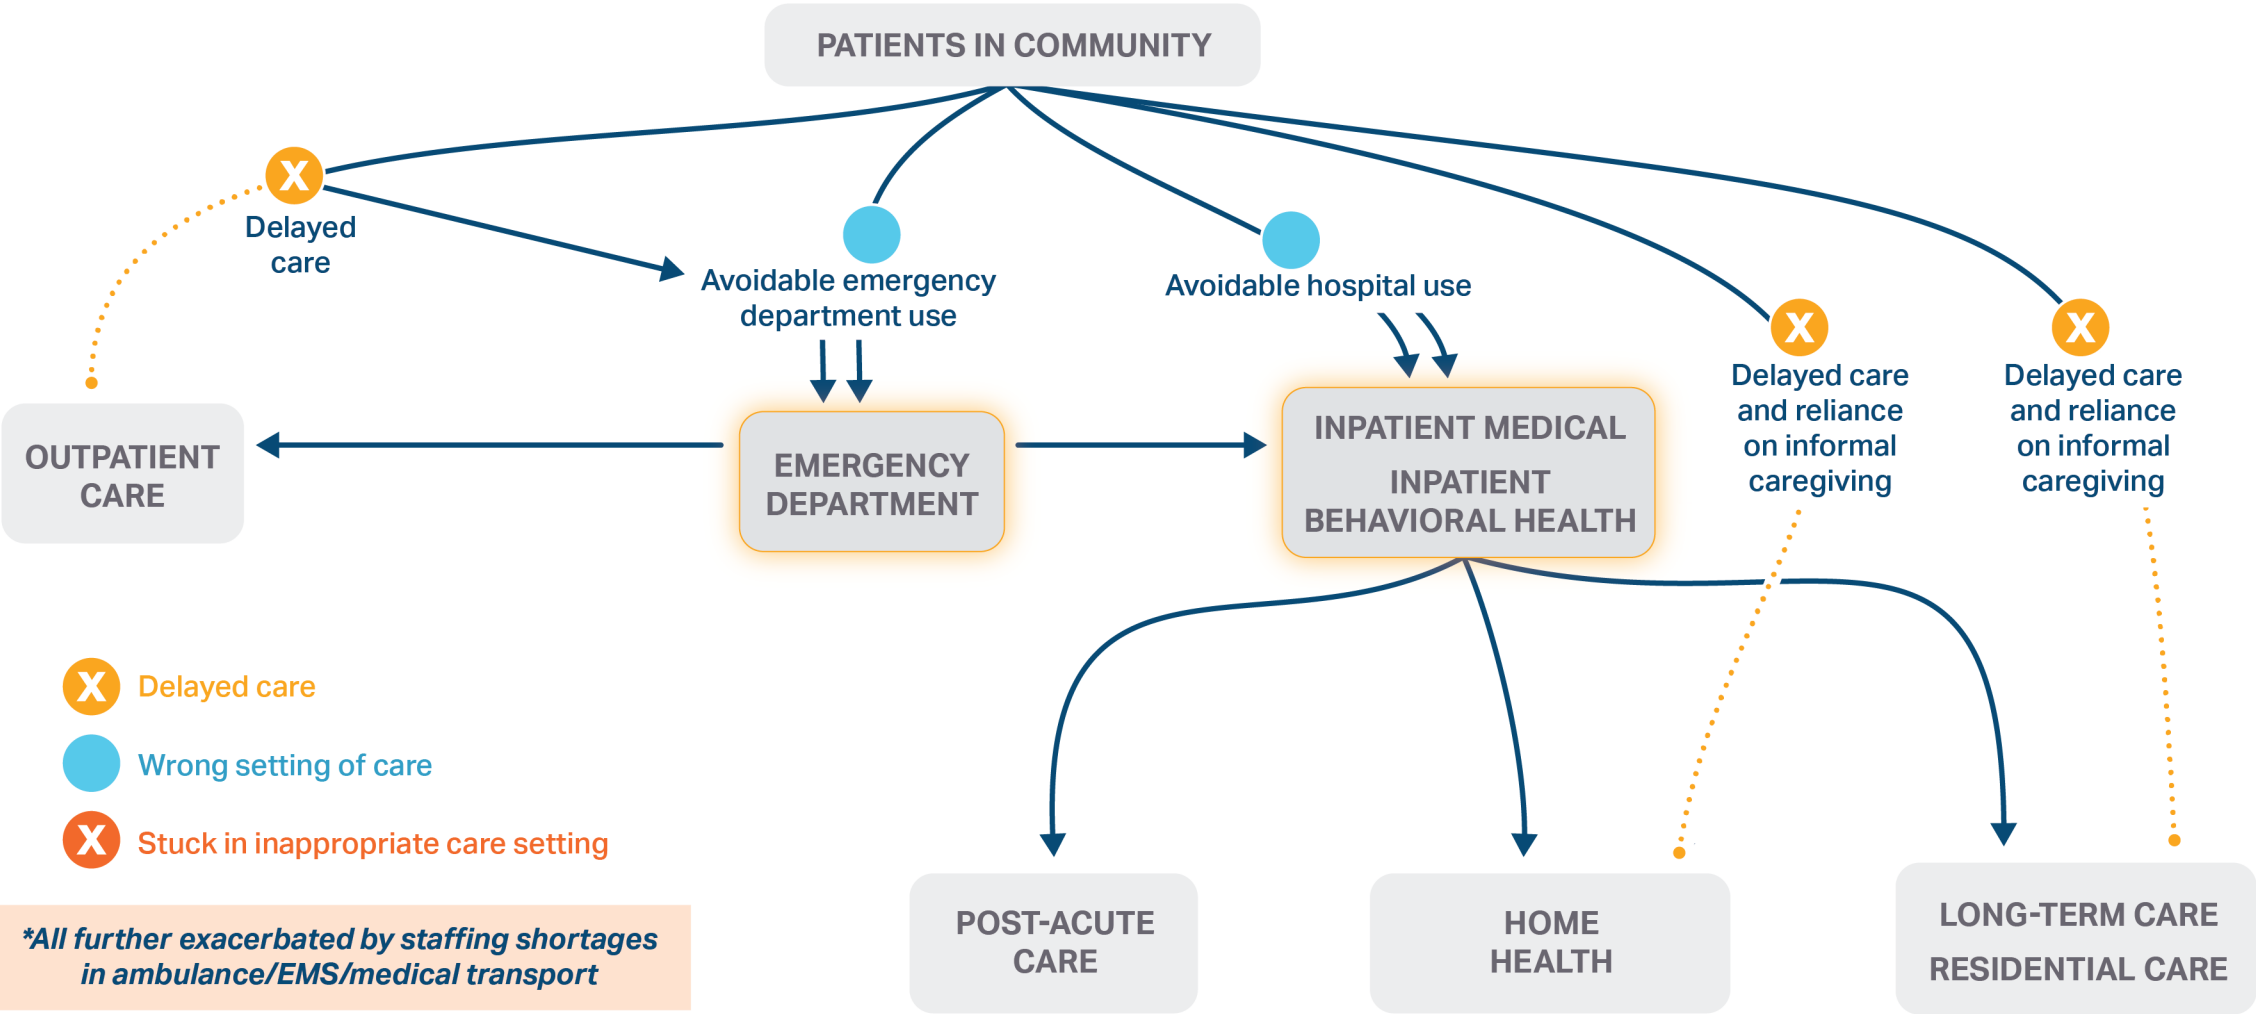 PATIENTS IN COMMUNITY
X
Delayed
care
Avoidable emergency
department use
Avoidable hospital use
X
Delayed care
and reliance
on informal
caregiving
X
Delayed care
and reliance
on informal
caregiving
OUTPATIENT
CARE
EMERGENCY
DEPARTMENT
INPATIENT MEDICAL
INPATIENT
BEHAVIORAL HEALTH
X Delayed care
Wrong setting of care
X Stuck in inappropriate care setting
*All further exacerbated by staffing shortages
in ambulance/EMS/medical transport
POST-ACUTE
CARE
HOME
HEALTH
LONG-TERM CARE
RESIDENTIAL CARE